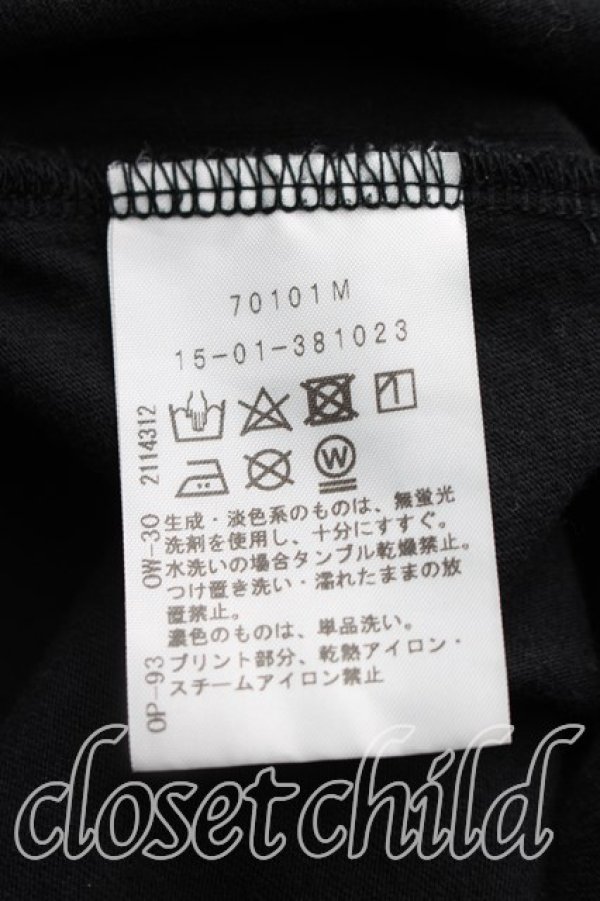 70101M
15-01-381023
W
生成・淡色系のものは、無蛍光
洗剤を使用し、十分にすすぐ。
水洗いの場合タンブル乾燥禁止。
つけ置き洗い・濡れたままの放
置禁止。
濃色のものは、単品洗い。
プリント部分、乾熱アイロン・
スチームアイロン禁止
OP-93 OW-30 2114312
closet child